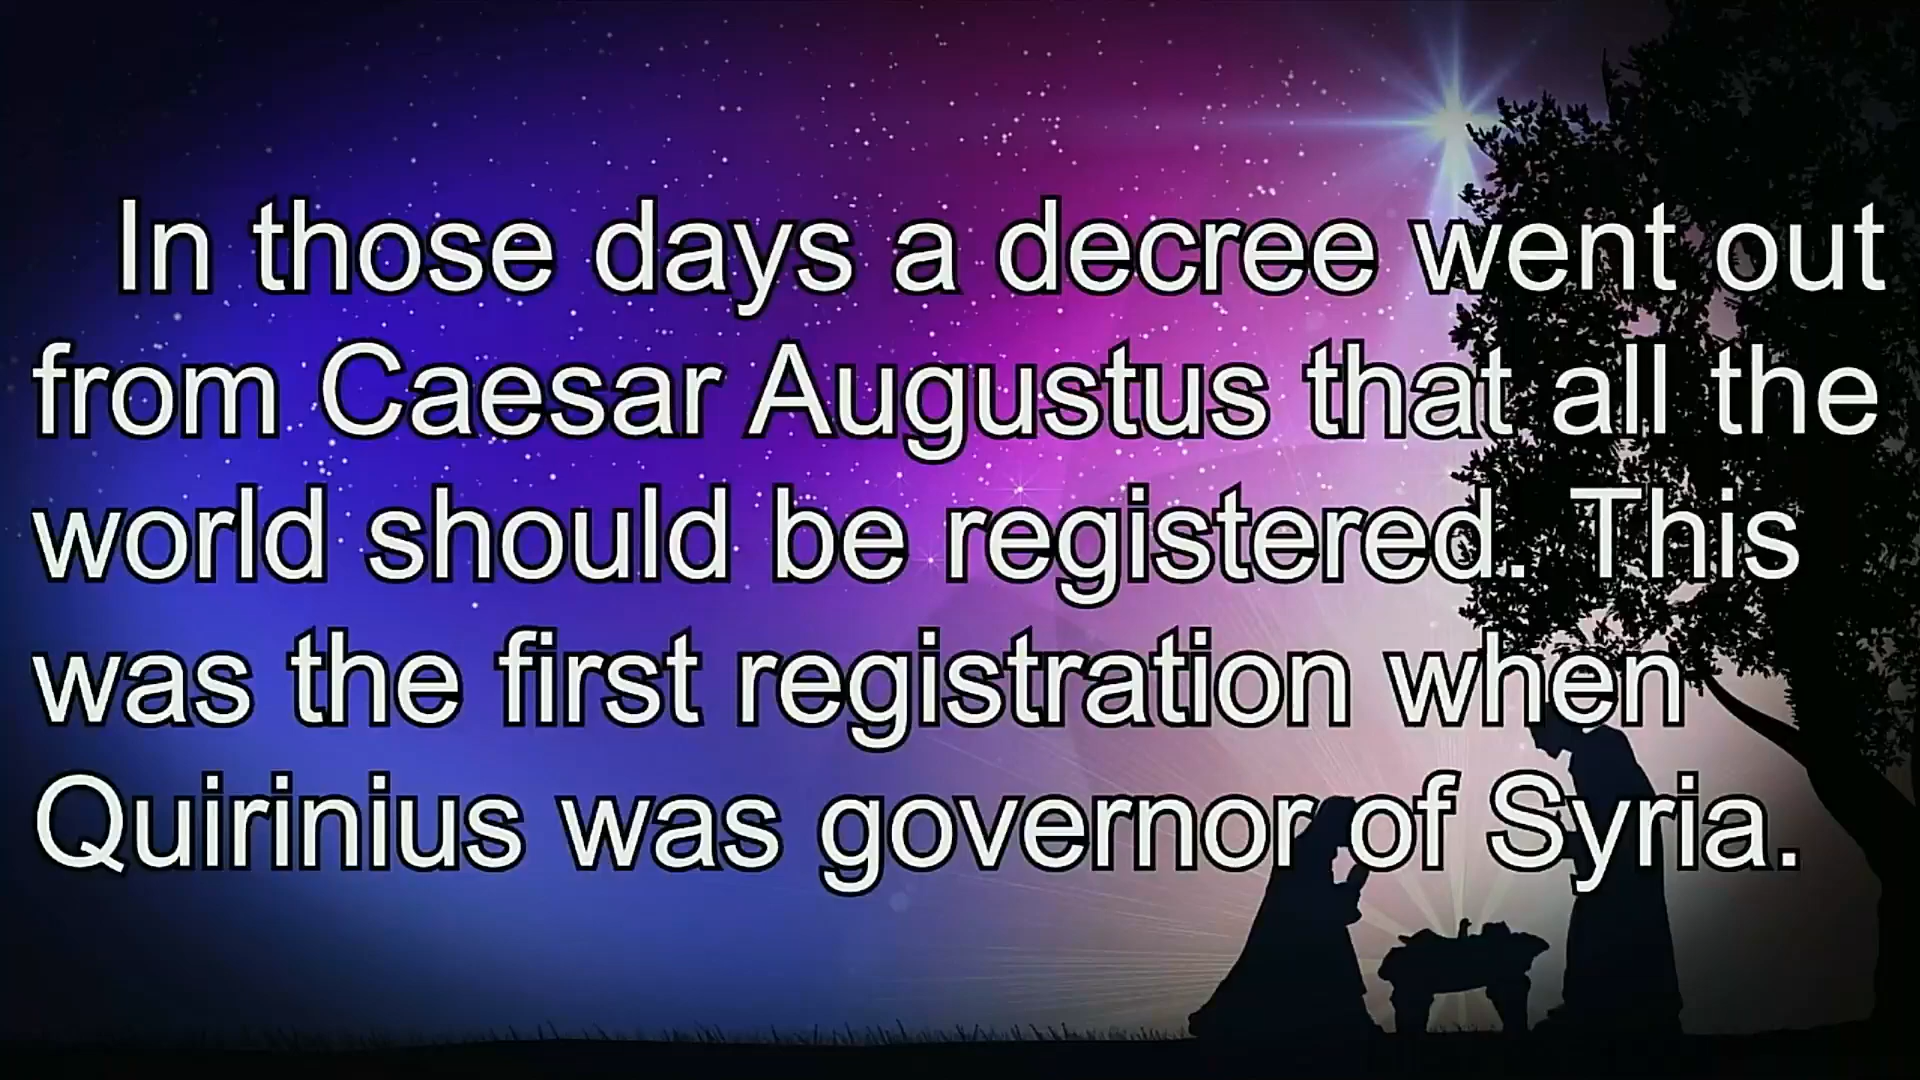 In those days a decree went out
from Caesar Augustus that all the
world should be registered. This
was the first registration when
Quirinius was governor of Syria.